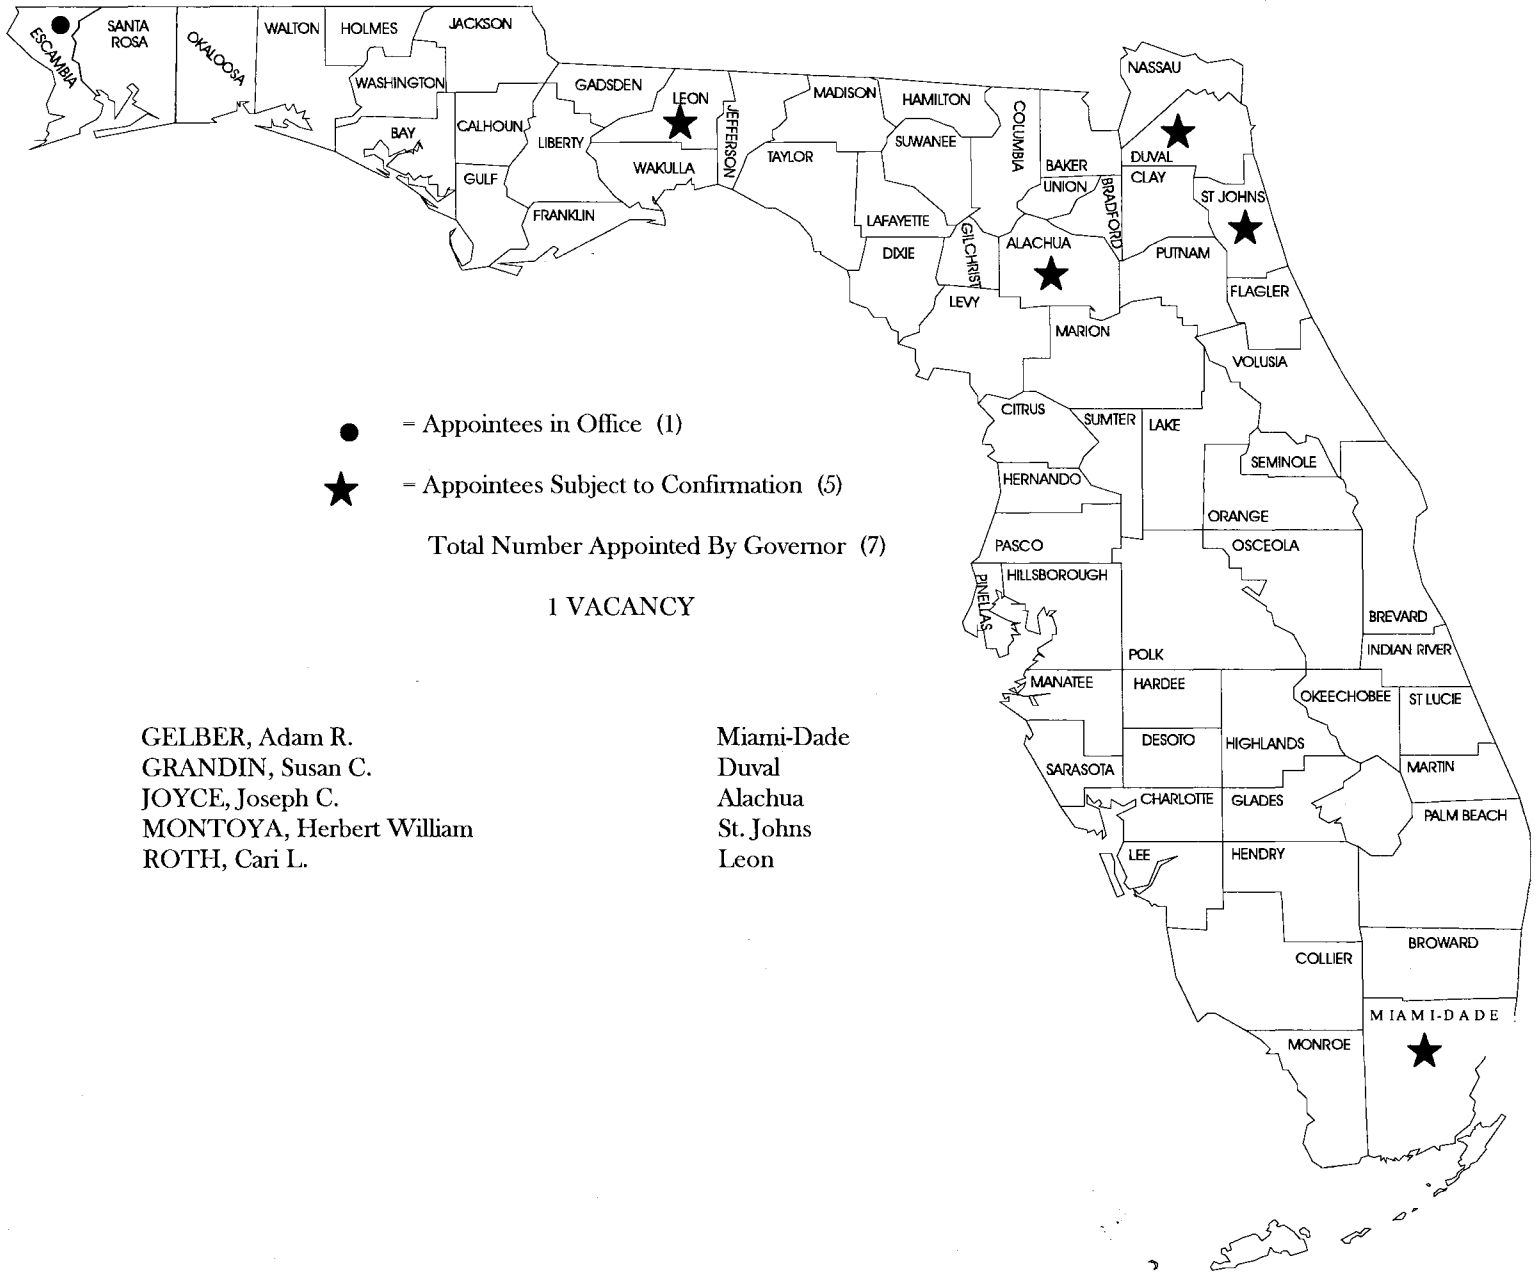 ESCAMBIA
SANTA
ROSA
OKALOOSA
WALTON
HOLMES
JACKSON
WASHINGTON
BAY
CALHOUN
GULF
LIBERTY
GADSDEN
LEON
JEFFERSON
WAKULLA
FRANKLIN
MADISON
TAYLOR
HAMILTON
SUWANEE
LAFAYETTE
DIXIE
COLUMBIA
GILCHRIST
NASSAU
BAKER
DUVAL
UNION
BRADFORD
CLAY
ST JOHNS
ALACHUA
PUTNAM
FLAGLER
LEVY
MARION
VOLUSIA
CITRUS
SUMTER
LAKE
SEMINOLE
HERNANDO
ORANGE
PASCO
OSCEOLA
PINELLAS
HILLSBOROUGH
BREVARD
POLK
INDIAN RIVER
MANATEE
HARDEE
OKEECHOBEE
ST LUCIE
DESOTO
HIGHLANDS
SARASOTA
MARTIN
CHARLOTTE
GLADES
PALM BEACH
LEE
HENDRY
BROWARD
COLLIER
MIAMI-DADE
MONROE
= Appointees in Office (1)
= Appointees Subject to Confirmation (5)
Total Number Appointed By Governor (7)
1 VACANCY
GELBER, Adam R. Miami-Dade
GRANDIN, Susan C. Duval
JOYCE, Joseph C. Alachua
MONTOYA, Herbert William St. Johns
ROTH, Cari L. Leon